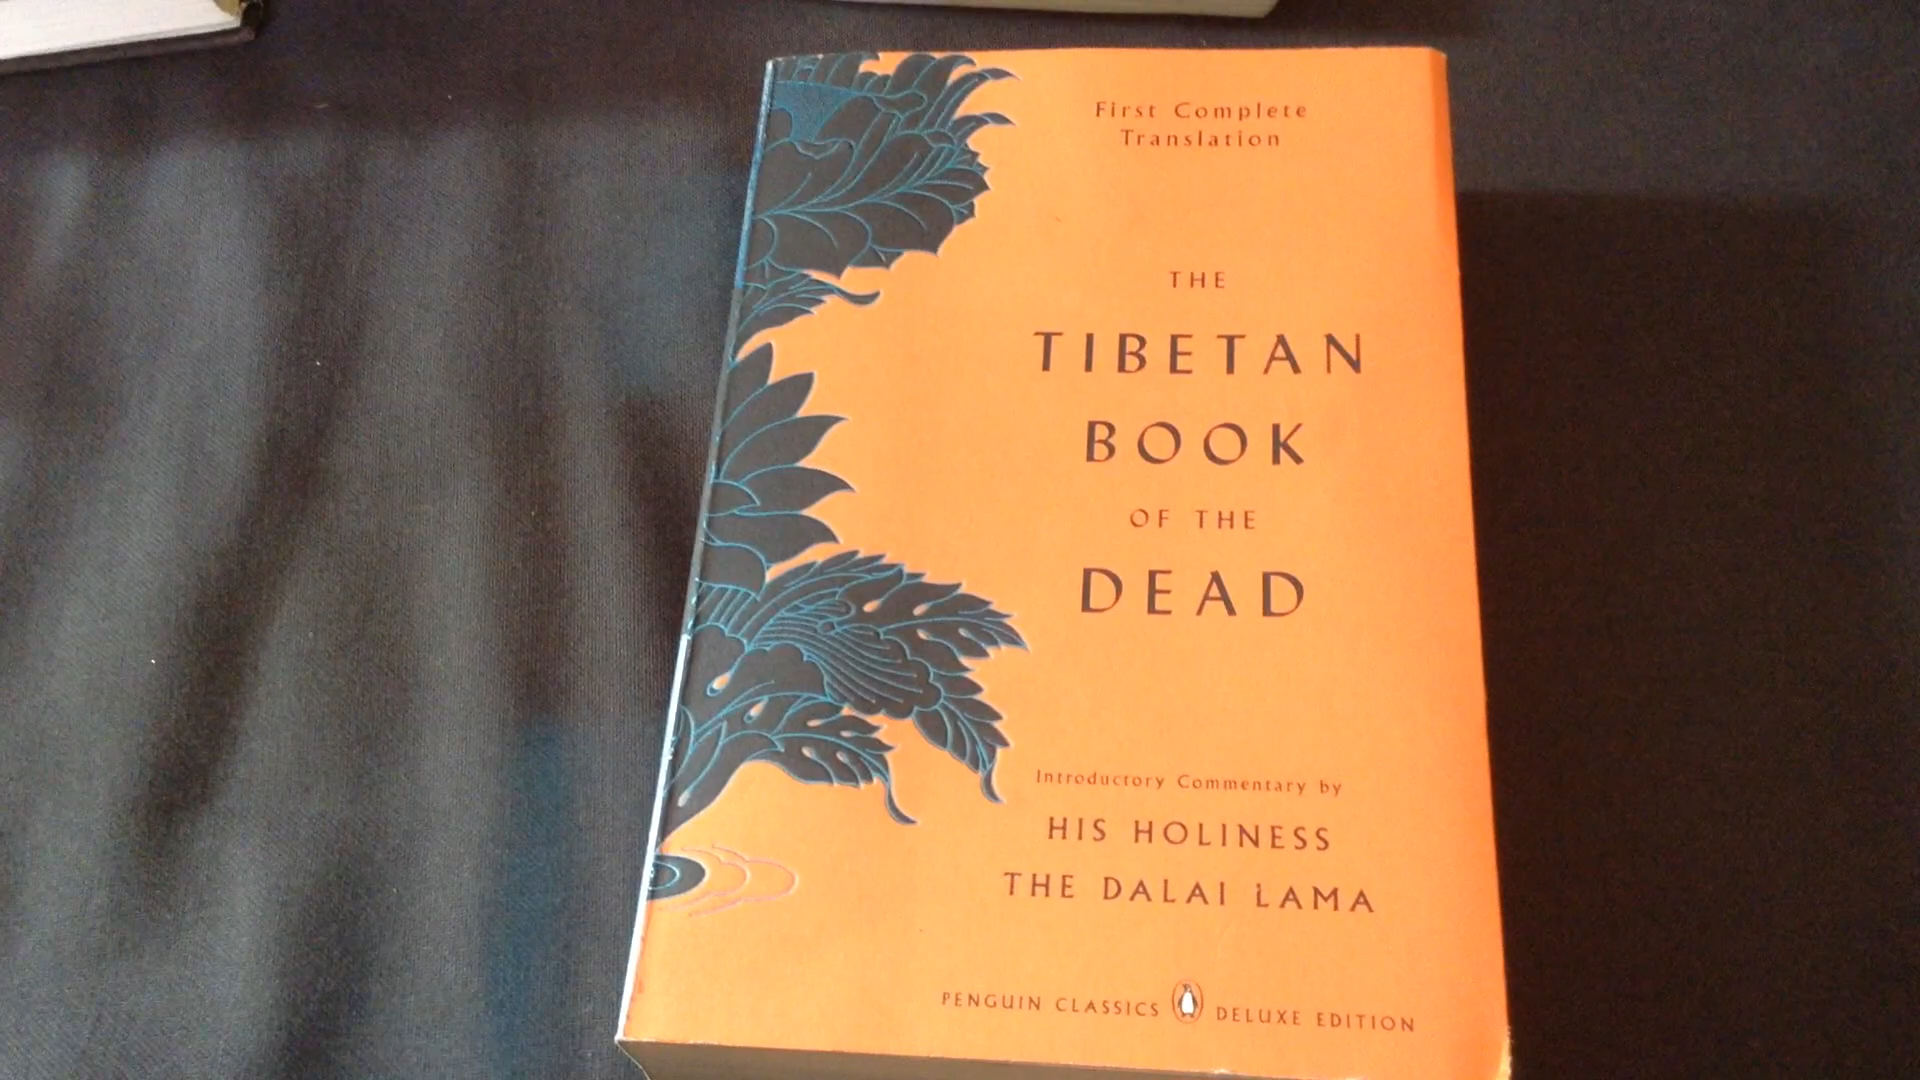 First Complete
Translation
THE
TIBETAN
BOOK
OF THE
DEAD
Introductory Commentary by
HIS HOLINESS
THE DALAI LAMA
PENGUIN CLASSICS DELUXE EDITION